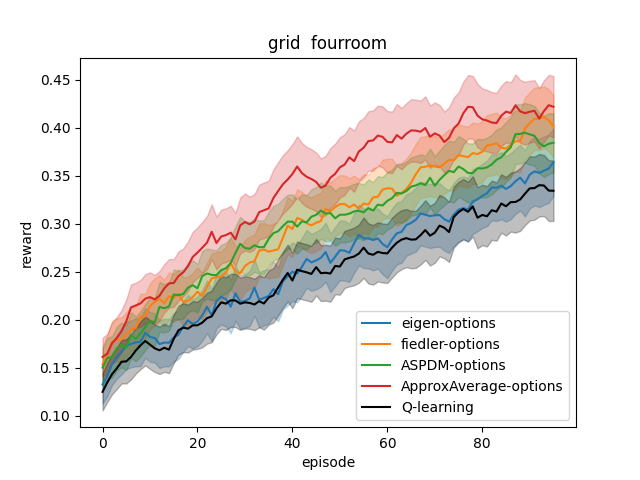 grid fourroom
reward
0.45
0.40
0.35
0.30
0.25
0.20
0.15
0.10
eigen-options
fiedler-options
ASPDM-options
ApproxAverage-options
Q-learning
0 20 40 60 80
episode